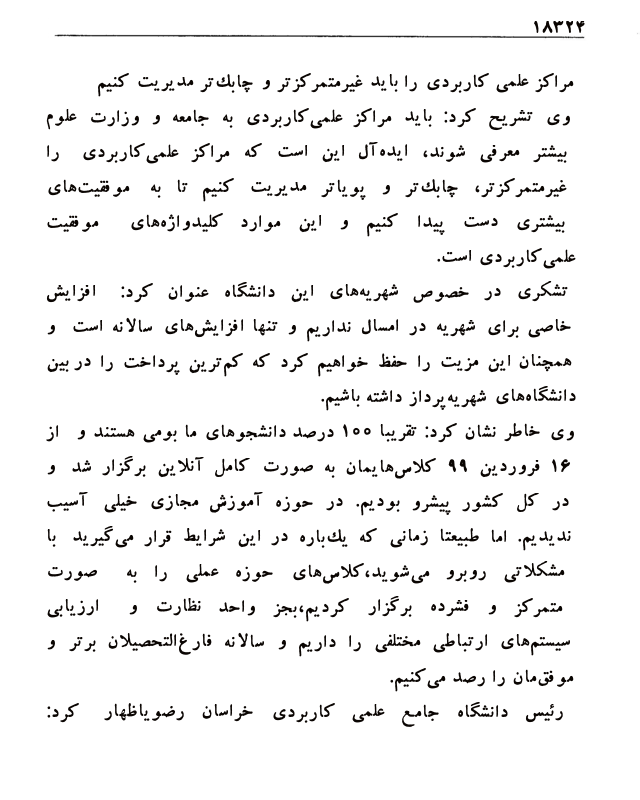 ۱۸۳۲۴
مراکز علمی کاربردی را باید غیرمتمرکزتر و چابك‌تر مدیریت کنیم
وی تشریح کرد: باید مراکز علمی‌کاربردی به جامعه و وزارت علوم
بیشتر معرفی شوند، ایده‌آل این است که مراکز علمی‌کاربردی را
غیرمتمرکزتر، چابك‌تر و پویاتر مدیریت کنیم تا به موفقیت‌های
بیشتری دست پیدا کنیم و این موارد کلیدواژه‌های موفقیت
علمی‌کاربردی است.
تشکری در خصوص شهریه‌های این دانشگاه عنوان کرد: افزایش
خاصی برای شهریه در امسال نداریم و تنها افزایش‌های سالانه است و
همچنان این مزیت را حفظ خواهیم کرد که کم‌ترین پرداخت را در بین
دانشگاه‌های شهریه‌پرداز داشته باشیم.
وی خاطر نشان کرد: تقریبا ۱۰۰ درصد دانشجوهای ما بومی هستند و از
۱۶ فروردین ۹۹ کلاس‌هایمان به صورت کامل آنلاین برگزار شد و
در کل کشور پیشرو بودیم. در حوزه آموزش مجازی خیلی آسیب
ندیدیم. اما طبیعتا زمانی که یك‌باره در این شرایط قرار می‌گیرید با
مشکلاتی روبرو می‌شوید،کلاس‌های حوزه عملی را به صورت
متمرکز و فشرده برگزار کردیم،بجز واحد نظارت و ارزیابی
سیستم‌های ارتباطی مختلفی را داریم و سالانه فارغ‌التحصیلان برتر و
موفق‌مان را رصد می‌کنیم.
رئیس دانشگاه جامع علمی کاربردی خراسان رضویاظهار کرد: